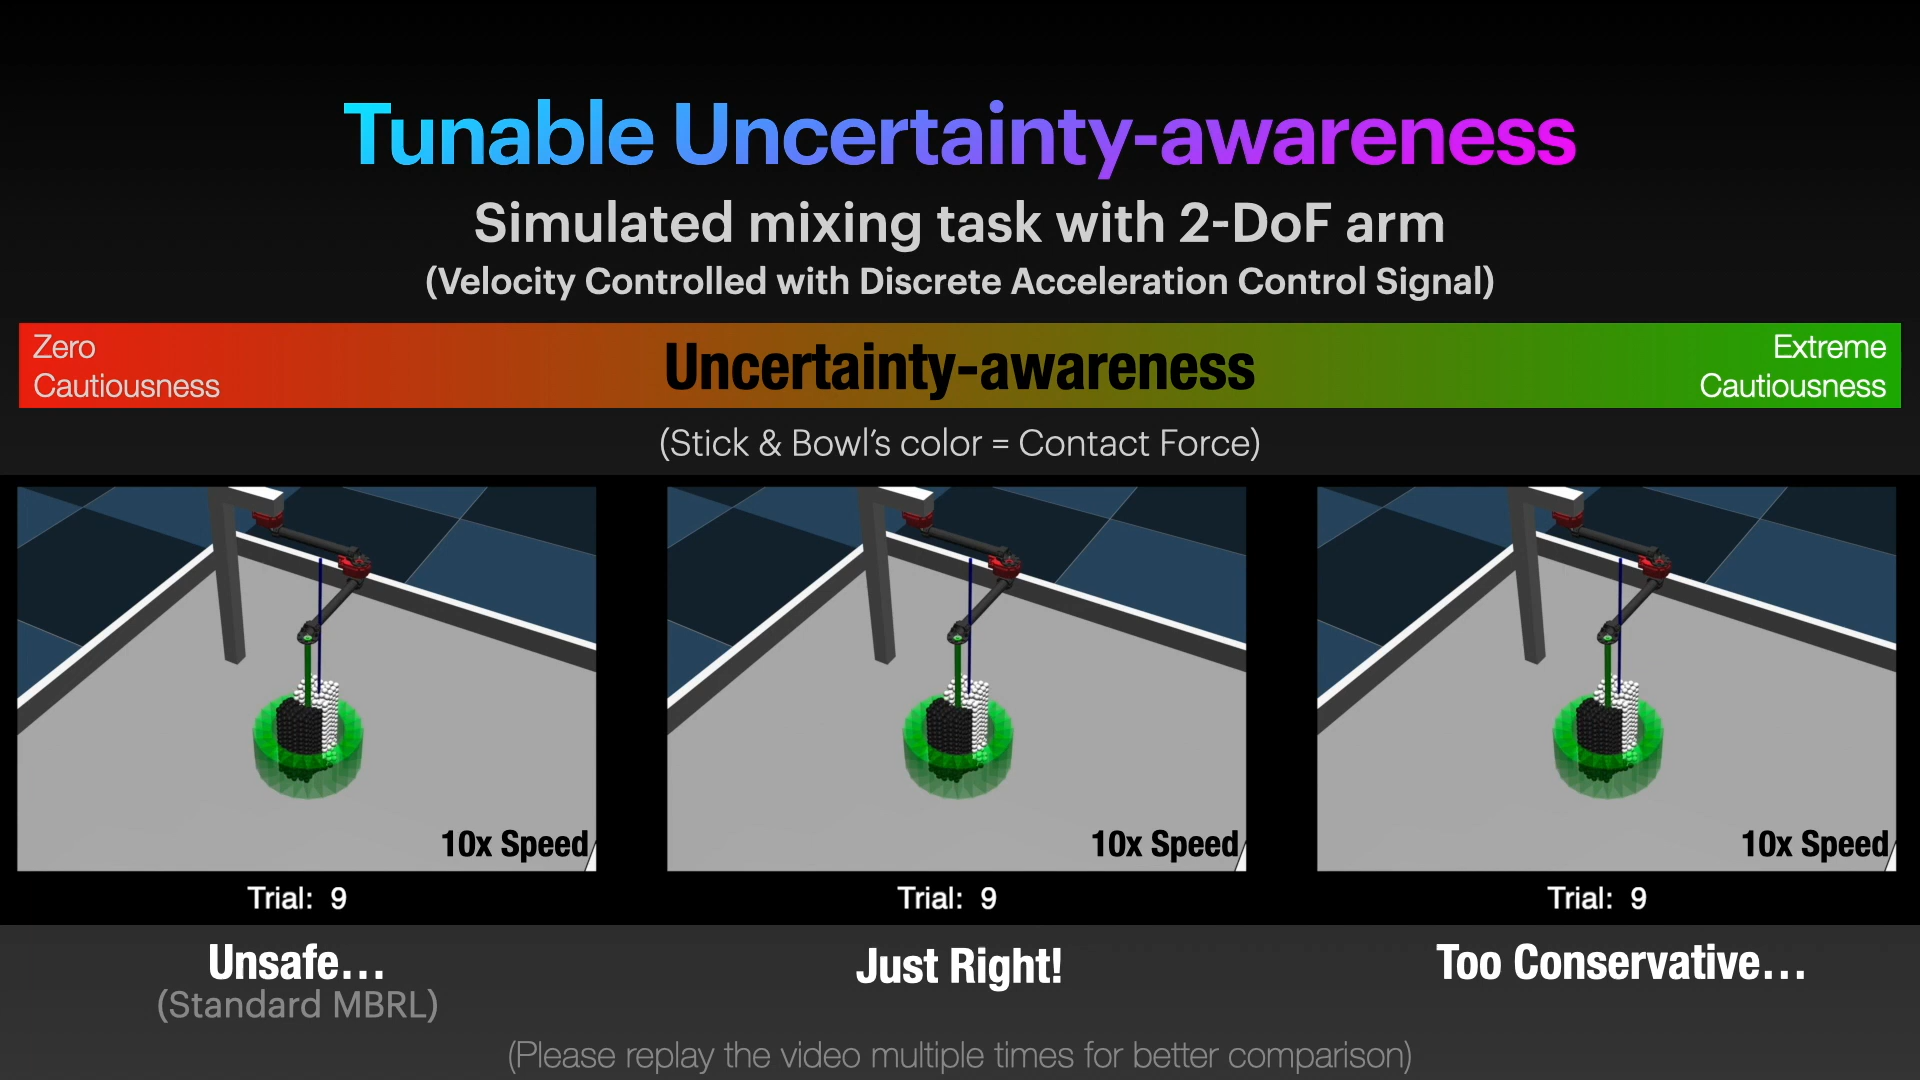 Tunable Uncertainty-awareness
Simulated mixing task with 2-DoF arm
(Velocity Controlled with Discrete Acceleration Control Signal)
Zero
Cautiousness
Uncertainty-awareness
Extreme
Cautiousness
(Stick & Bowl’s color = Contact Force)
10x Speed
10x Speed
10x Speed
Trial: 9
Trial: 9
Trial: 9
Unsafe…
(Standard MBRL)
Just Right!
Too Conservative…
(Please replay the video multiple times for better comparison)